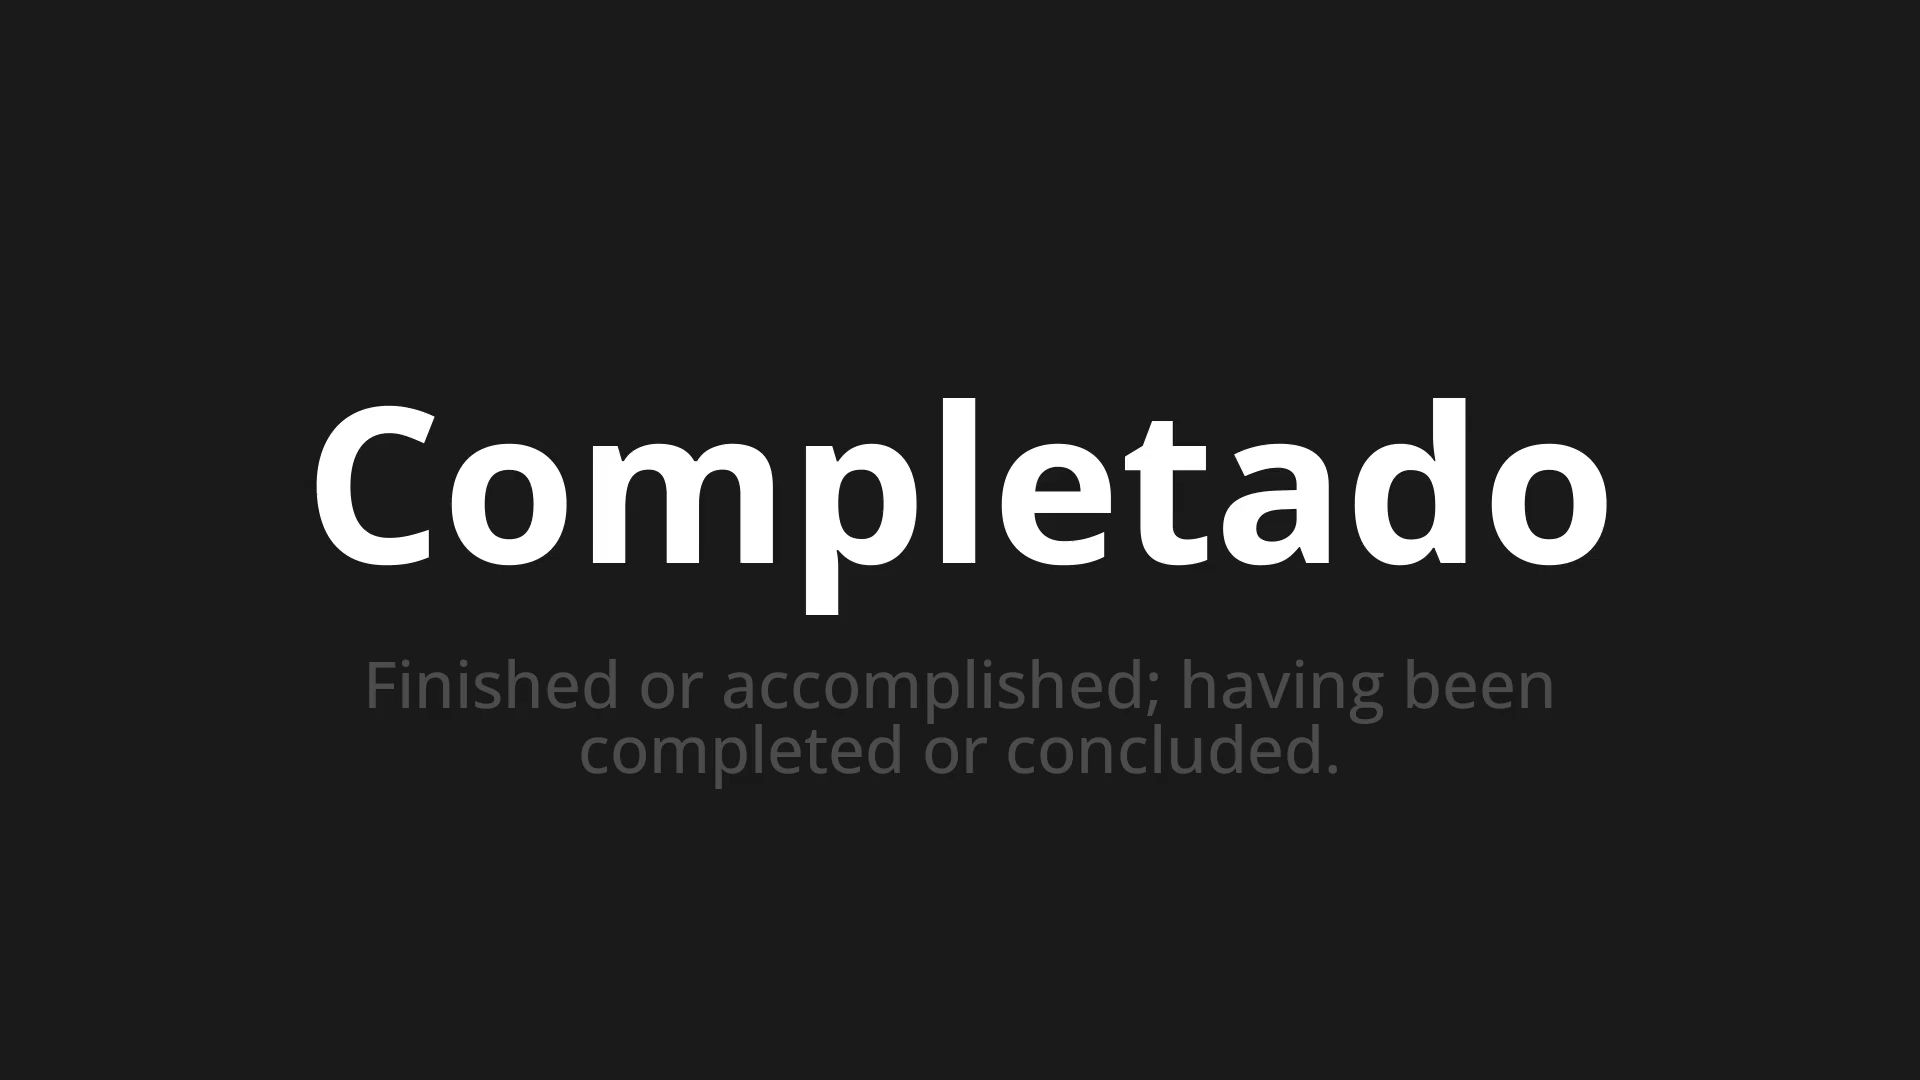 Completado
Finished or accomplished; having been
completed or concluded.